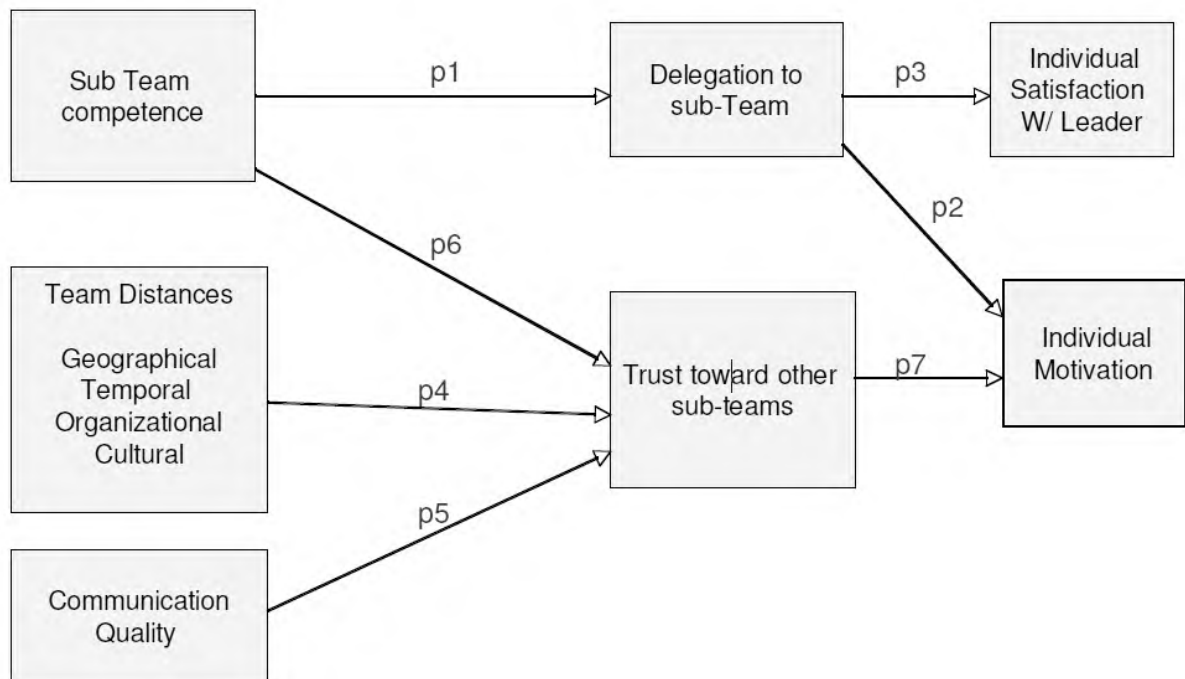 Sub Team
competence
p1
Delegation to
sub-Team
p3
Individual
Satisfaction
W/ Leader
p2
p6
Team Distances
Geographical
Temporal
Organizational
Cultural
p4
Trust toward other
sub-teams
p7
Individual
Motivation
p5
Communication
Quality